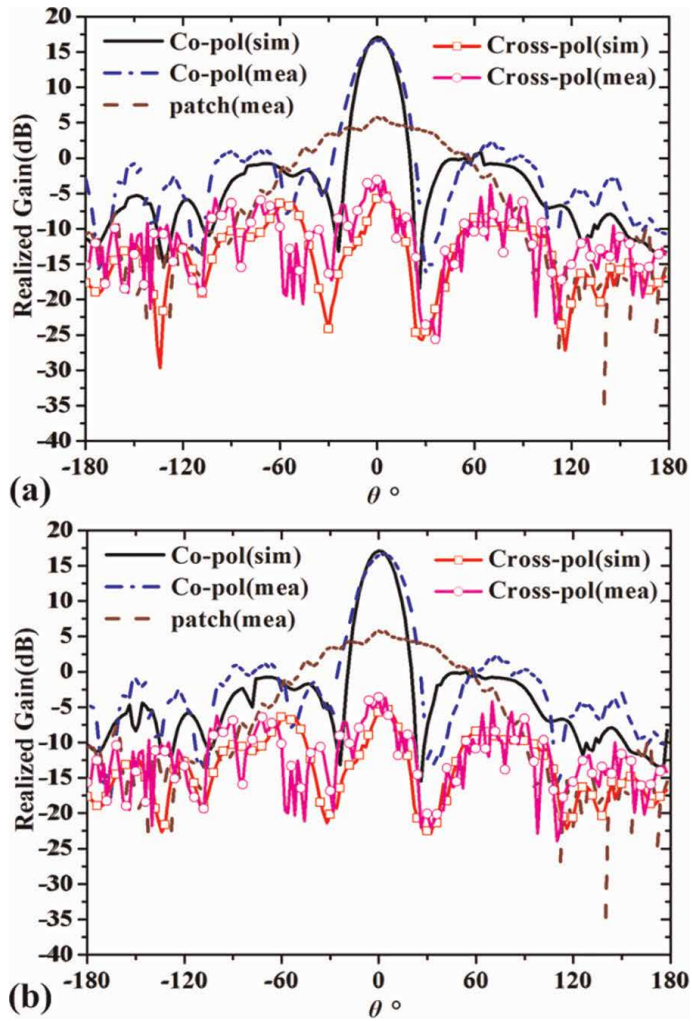 20
15
10
5
0
-5
-10
-15
-20
-25
-30
-35
-40
Realized Gain(dB)
Co-pol(sim)
Co-pol(mea)
patch(mea)
Cross-pol(sim)
Cross-pol(mea)
-180 -120 -60 0 60 120 180
θ °
(a)
20
15
10
5
0
-5
-10
-15
-20
-25
-30
-35
-40
Realized Gain(dB)
Co-pol(sim)
Co-pol(mea)
patch(mea)
Cross-pol(sim)
Cross-pol(mea)
-180 -120 -60 0 60 120 180
θ °
(b)